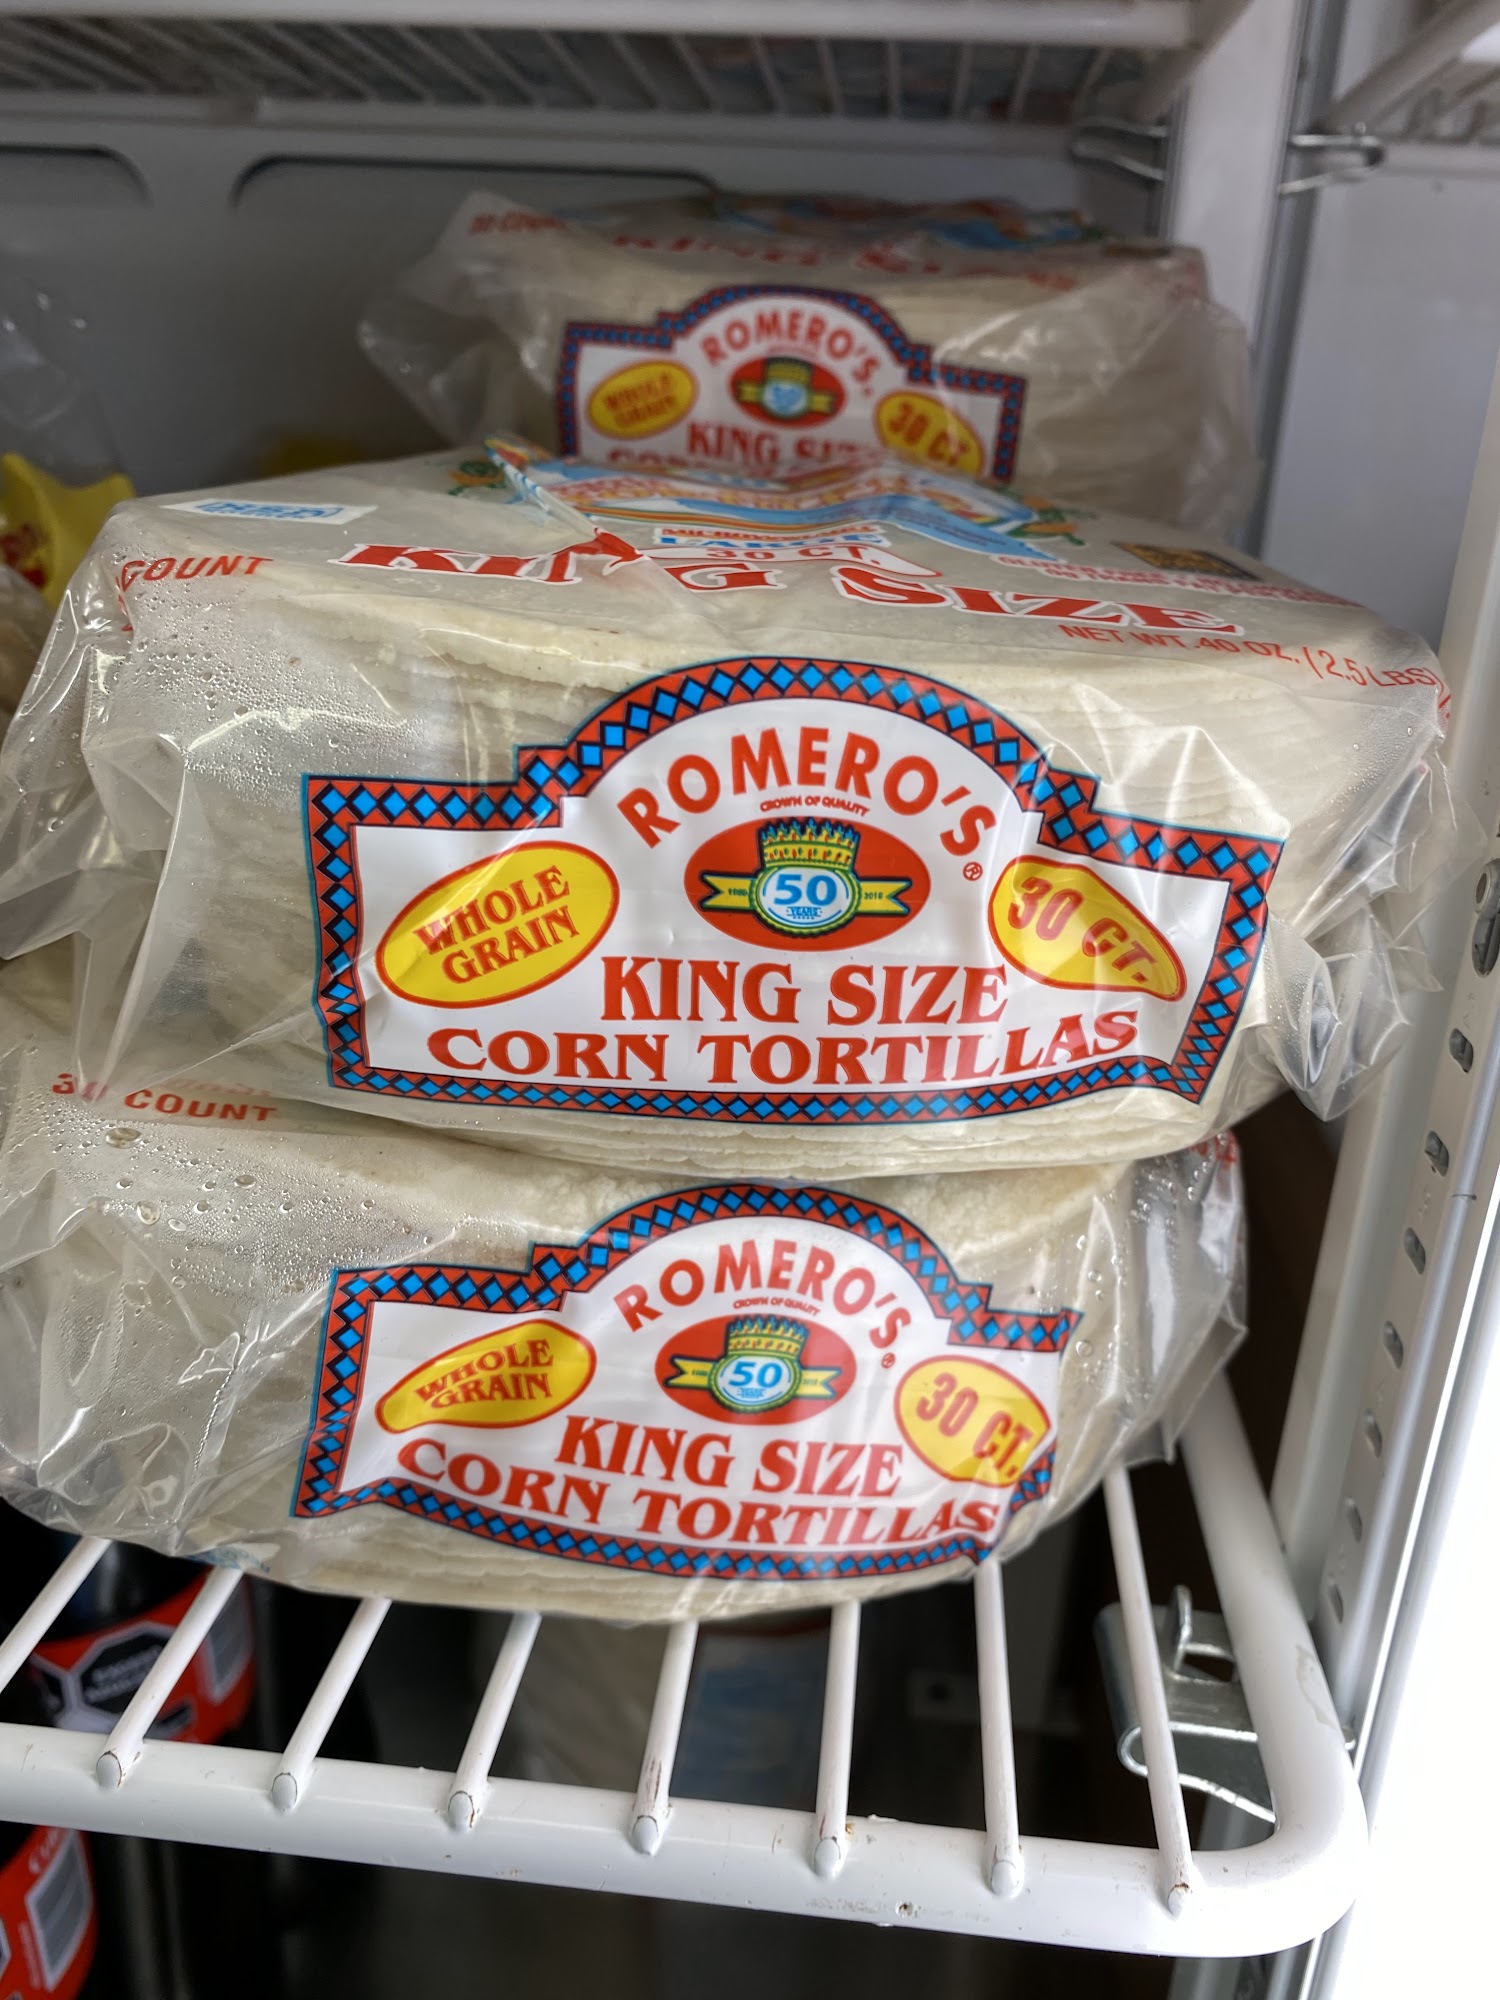 ROMERO'S
WHOLE
GRAIN
30 CT.
KING SIZE
COUNT
30 CT.
KING SIZE
NET WT. 40 OZ. (2.5 LBS)
ROMERO'S®
CROWN OF QUALITY
WHOLE
GRAIN
50
YEARS
30 CT.
KING SIZE
CORN TORTILLAS
30 COUNT
ROMERO'S®
CROWN OF QUALITY
WHOLE
GRAIN
50
30 CT.
KING SIZE
CORN TORTILLAS